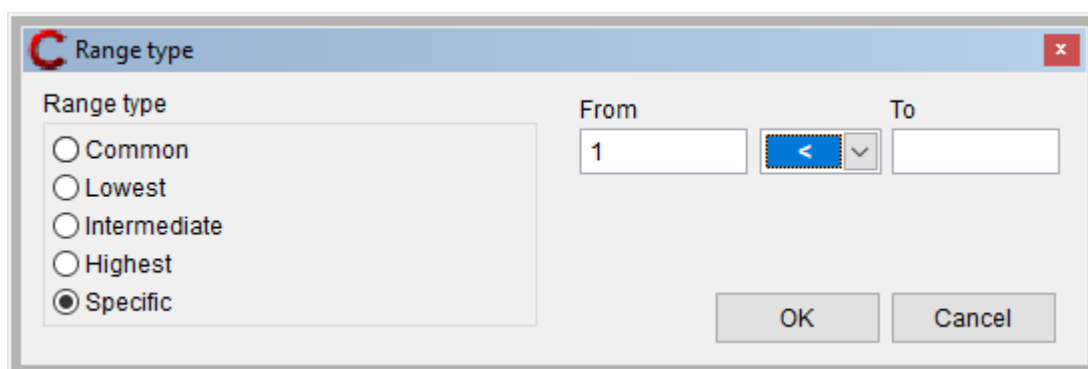 Range type
x
Range type
Common
Lowest
Intermediate
Highest
Specific
From To
1 <
OK Cancel